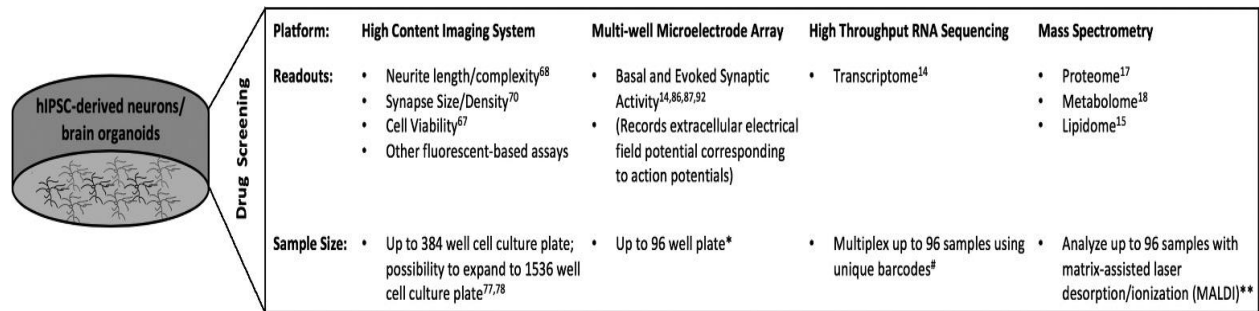 hIPSC-derived neurons/
brain organoids
Drug Screening
Platform: High Content Imaging System Multi-well Microelectrode Array High Throughput RNA Sequencing Mass Spectrometry
Readouts:
• Neurite length/complexity⁶⁸
• Synapse Size/Density⁷⁰
• Cell Viability⁶⁷
• Other fluorescent-based assays
• Basal and Evoked Synaptic
Activity¹⁴,⁸⁶,⁸⁷,⁹²
• (Records extracellular electrical
field potential corresponding
to action potentials)
• Transcriptome¹⁴
• Proteome¹⁷
• Metabolome¹⁸
• Lipidome¹⁵
Sample Size:
• Up to 384 well cell culture plate;
possibility to expand to 1536 well
cell culture plate⁷⁷,⁷⁸
• Up to 96 well plate*
• Multiplex up to 96 samples using
unique barcodes#
• Analyze up to 96 samples with
matrix-assisted laser
desorption/ionization (MALDI)**